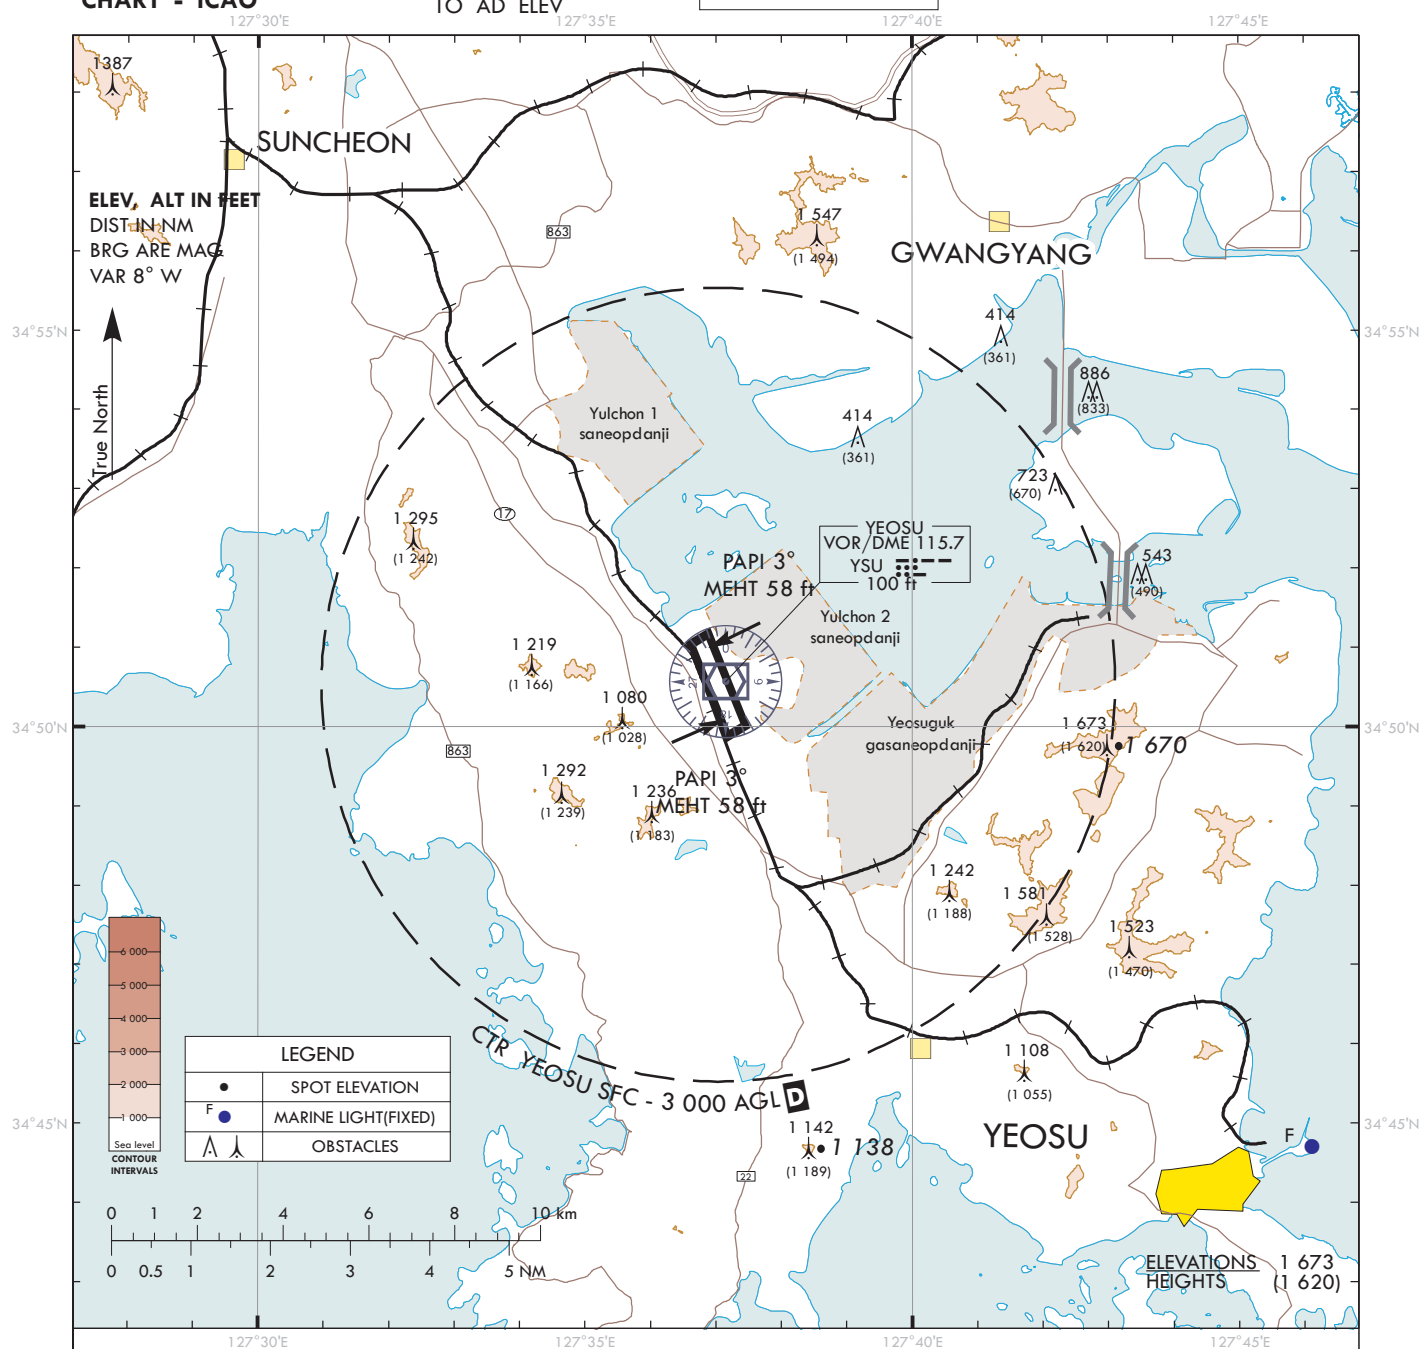 CHART - ICAO
TO AD ELEV
127°30'E
127°35'E
127°40'E
127°45'E
1387
SUNCHEON
ELEV, ALT IN FEET
DIST IN NM
BRG ARE MAG
VAR 8° W
True North
863
1 547
(1 494)
GWANGYANG
34°55'N
34°55'N
414
(361)
886
(833)
Yulchon 1
saneopdanji
414
(361)
723
(670)
17
1 295
(1 242)
YEOSU
VOR/DME 115.7
YSU
100 ft
PAPI 3°
MEHT 58 ft
543
(490)
Yulchon 2
saneopdanji
1 219
(1 166)
0
9
18
27
1 080
(1 028)
34°50'N
34°50'N
Yeosuguk
gasaneopdanji
1 673
(1 620)
1 670
863
1 292
(1 239)
1 236
(1 183)
PAPI 3°
MEHT 58 ft
1 242
(1 188)
1 581
(1 528)
1 523
(1 470)
6 000
5 000
4 000
3 000
2 000
1 000
Sea level
CONTOUR
INTERVALS
LEGEND
SPOT ELEVATION
F
MARINE LIGHT(FIXED)
OBSTACLES
CTR YEOSU SFC - 3 000 AGL D
1 108
(1 055)
34°45'N
34°45'N
1 142
(1 189)
1 138
YEOSU
F
22
0 1 2 4 6 8 10 km
0 0.5 1 2 3 4 5 NM
ELEVATIONS 1 673
HEIGHTS (1 620)
127°30'E
127°35'E
127°40'E
127°45'E